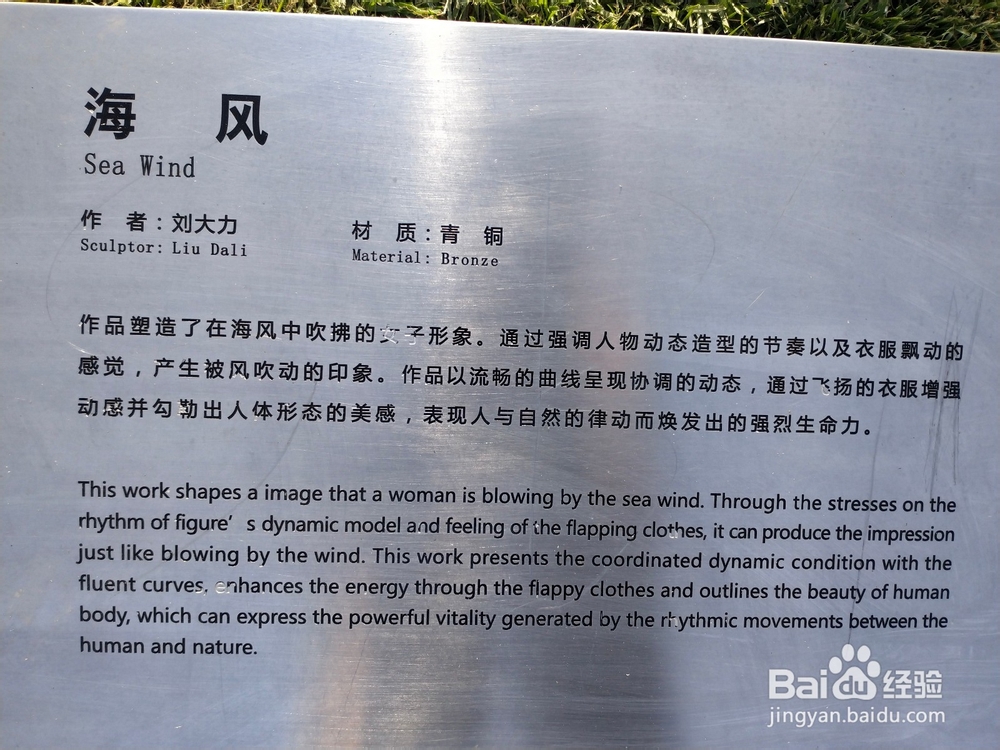 海 风
Sea Wind
作 者：刘大力 材 质：青 铜
Sculptor: Liu Dali Material: Bronze
作品塑造了在海风中吹拂的女子形象。通过强调人物动态造型的节奏以及衣服飘动的
感觉，产生被风吹动的印象。作品以流畅的曲线呈现协调的动态，通过飞扬的衣服增强
动感并勾勒出人体形态的美感，表现人与自然的律动而焕发出的强烈生命力。
This work shapes a image that a woman is blowing by the sea wind. Through the stresses on the
rhythm of figure's dynamic model and feeling of the flapping clothes, it can produce the impression
just like blowing by the wind. This work presents the coordinated dynamic condition with the
fluent curves, enhances the energy through the flappy clothes and outlines the beauty of human
body, which can express the powerful vitality generated by the rhythmic movements between the
human and nature.
Baidu 经验
jingyan.baidu.com